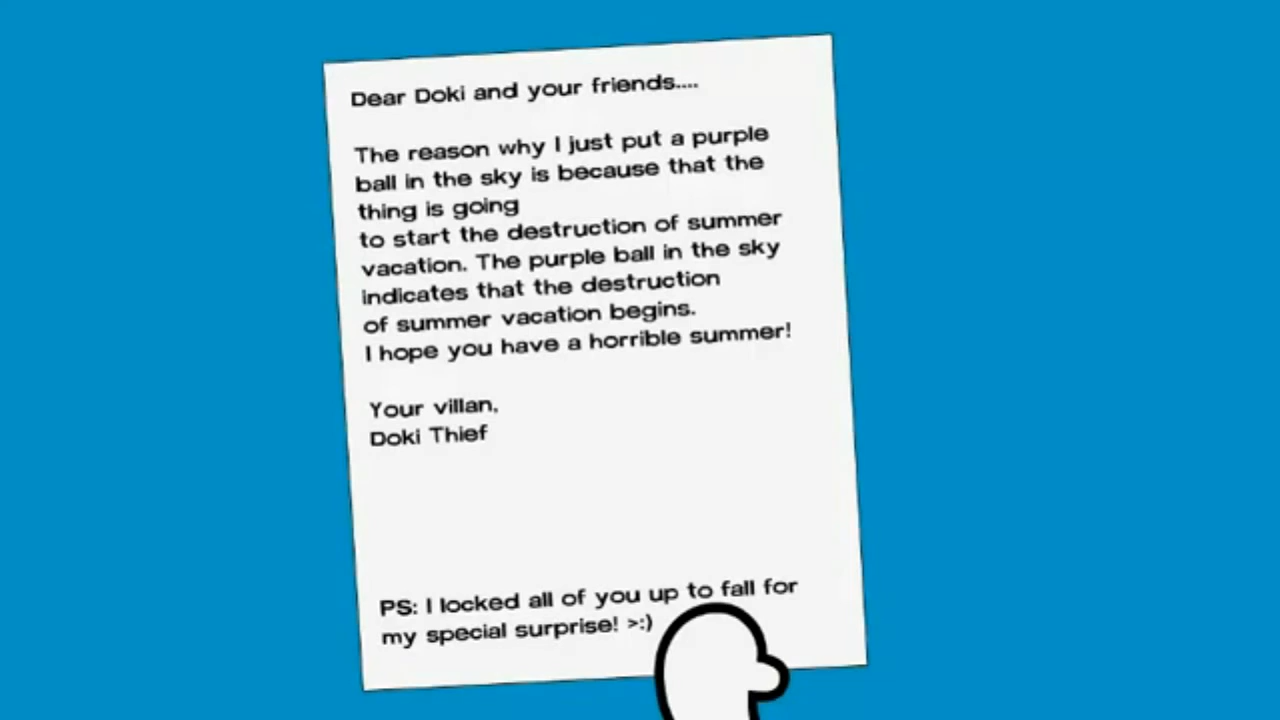 Dear Doki and your friends....
The reason why I just put a purple
ball in the sky is because that the
thing is going
to start the destruction of summer
vacation. The purple ball in the sky
indicates that the destruction
of summer vacation begins.
I hope you have a horrible summer!
Your villan,
Doki Thief
PS: I locked all of you up to fall for
my special surprise! >:)